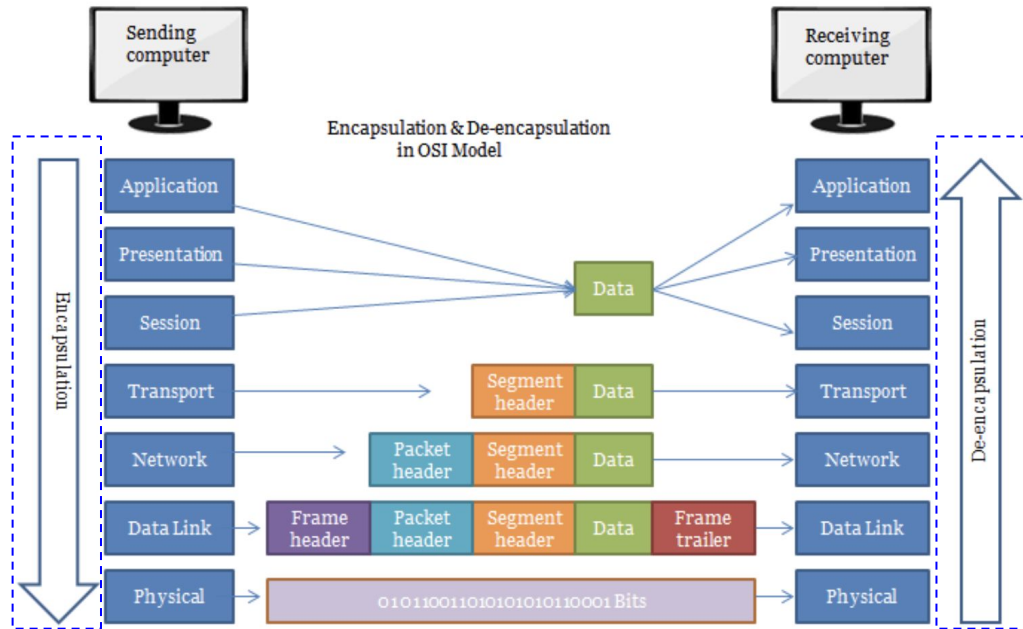 Sending
computer
Receiving
computer
Encapsulation & De-encapsulation
in OSI Model
Encapsulation
De-encapsulation
Application
Application
Presentation
Presentation
Session
Data
Session
Transport
Segment
header
Data
Transport
Network
Packet
header
Segment
header
Data
Network
Data Link
Frame
header
Packet
header
Segment
header
Data
Frame
trailer
Data Link
Physical
0101100110101010110001 Bits
Physical